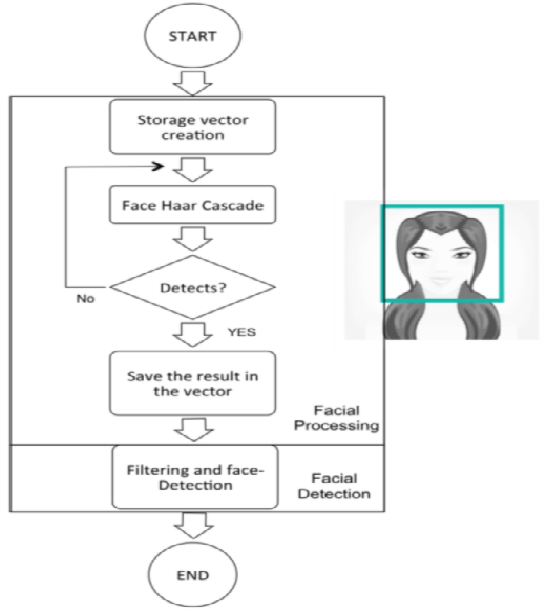 START
Storage vector
creation
Face Haar Cascade
Detects?
No
YES
Save the result in
the vector
Facial
Processing
Filtering and face-
Detection
Facial
Detection
END